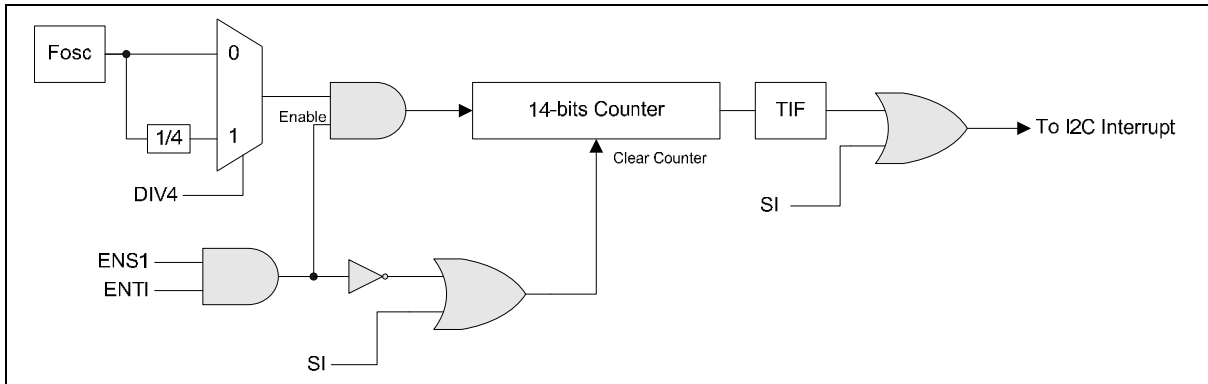 Fosc
0
1/4
1
DIV4
Enable
14-bits Counter
TIF
Clear Counter
SI
To I2C Interrupt
ENS1
ENTI
SI